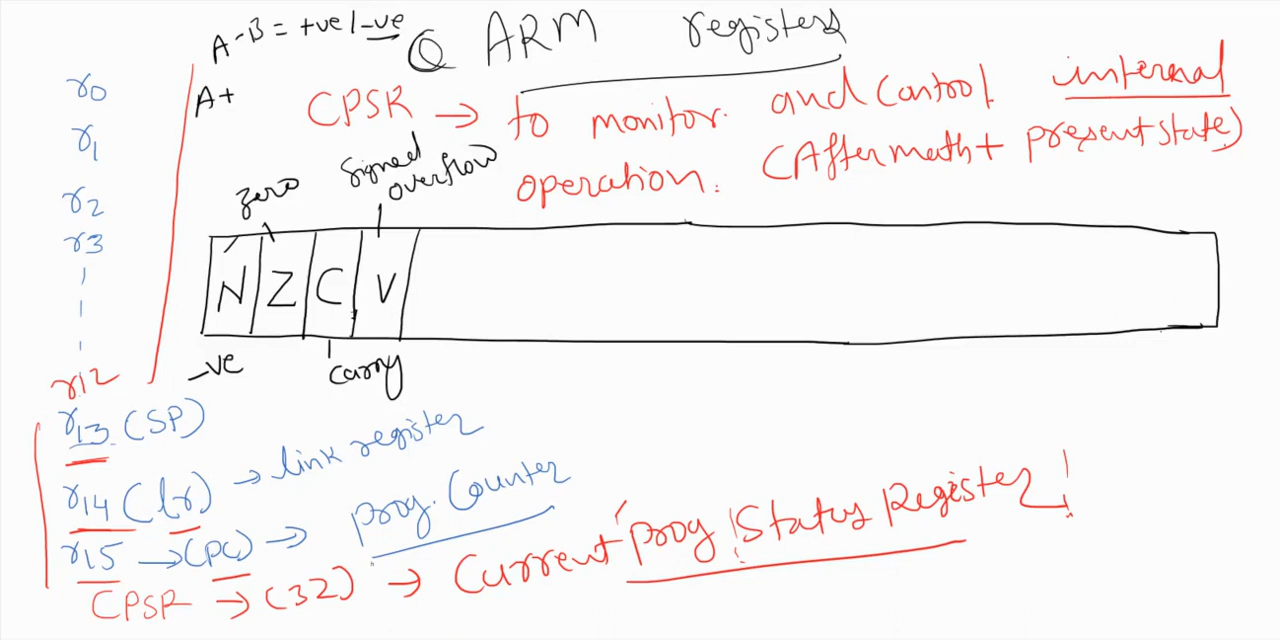 A-B = +ve/-ve
Q ARM registers
A+
CPSR → to monitor and Control internal
operation. (Aftermath + present state)
r0
r1
r2
r3
r12
zero
signed
overflow
N Z C V
-ve
carry
r13 (SP)
r14 (lr) → link register
r15 → (PC) → prog. Counter
CPSR → (32) → Current prog Status Register!